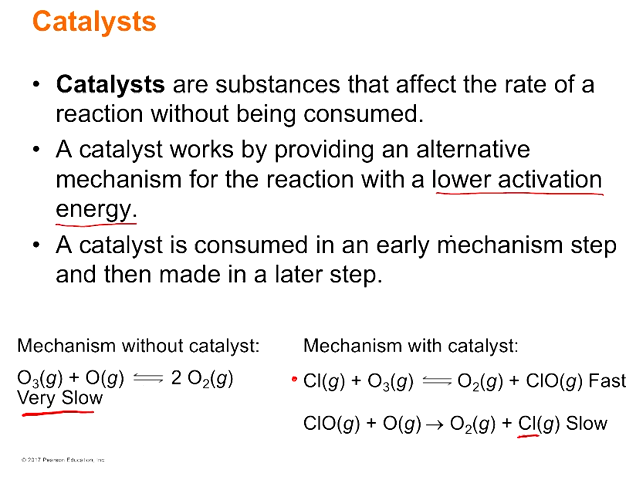 Catalysts
• Catalysts are substances that affect the rate of a
reaction without being consumed.
• A catalyst works by providing an alternative
mechanism for the reaction with a lower activation
energy.
• A catalyst is consumed in an early mechanism step
and then made in a later step.
Mechanism without catalyst:
O₃(g) + O(g) ⇌ 2 O₂(g)
Very Slow
Mechanism with catalyst:
Cl(g) + O₃(g) ⇌ O₂(g) + ClO(g) Fast
ClO(g) + O(g) → O₂(g) + Cl(g) Slow
© 2017 Pearson Education, Inc.